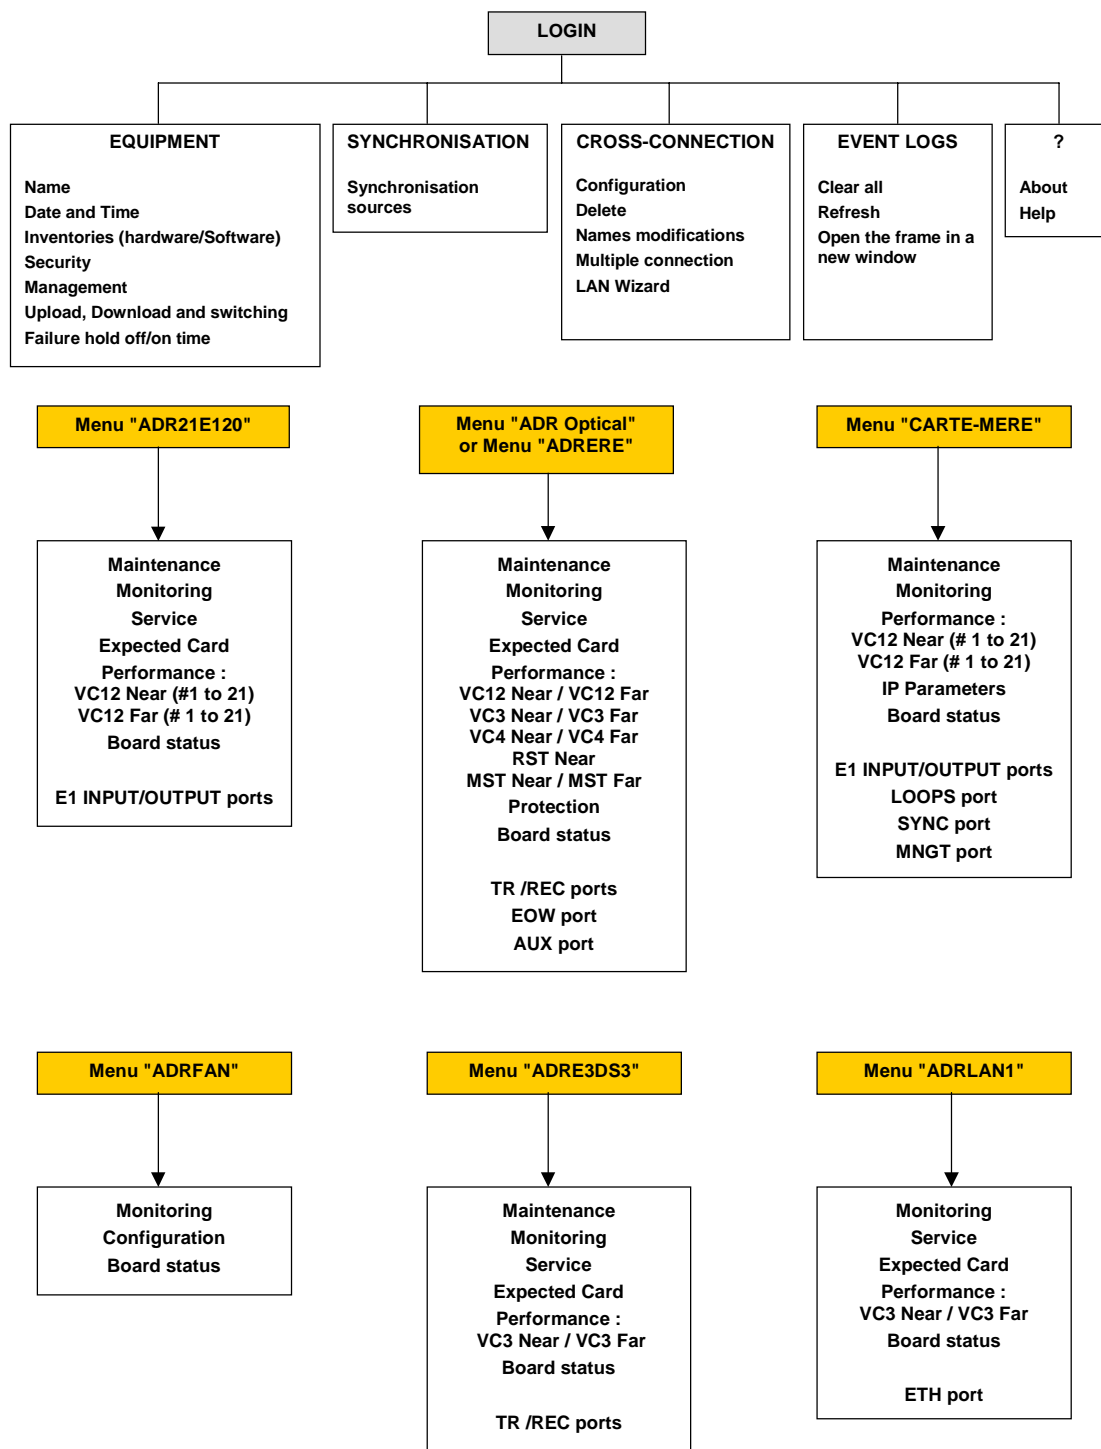 LOGIN
EQUIPMENT
Name
Date and Time
Inventories (hardware/Software)
Security
Management
Upload, Download and switching
Failure hold off/on time
SYNCHRONISATION
Synchronisation
sources
CROSS-CONNECTION
Configuration
Delete
Names modifications
Multiple connection
LAN Wizard
EVENT LOGS
Clear all
Refresh
Open the frame in a
new window
?
About
Help
Menu "ADR21E120"
Maintenance
Monitoring
Service
Expected Card
Performance :
VC12 Near (#1 to 21)
VC12 Far (# 1 to 21)
Board status
E1 INPUT/OUTPUT ports
Menu "ADR Optical"
or Menu "ADRERE"
Maintenance
Monitoring
Service
Expected Card
Performance :
VC12 Near / VC12 Far
VC3 Near / VC3 Far
VC4 Near / VC4 Far
RST Near
MST Near / MST Far
Protection
Board status
TR /REC ports
EOW port
AUX port
Menu "CARTE-MERE"
Maintenance
Monitoring
Performance :
VC12 Near (# 1 to 21)
VC12 Far (# 1 to 21)
IP Parameters
Board status
E1 INPUT/OUTPUT ports
LOOPS port
SYNC port
MNGT port
Menu "ADRFAN"
Monitoring
Configuration
Board status
Menu "ADRE3DS3"
Maintenance
Monitoring
Service
Expected Card
Performance :
VC3 Near / VC3 Far
Board status
TR /REC ports
Menu "ADRLAN1"
Monitoring
Service
Expected Card
Performance :
VC3 Near / VC3 Far
Board status
ETH port